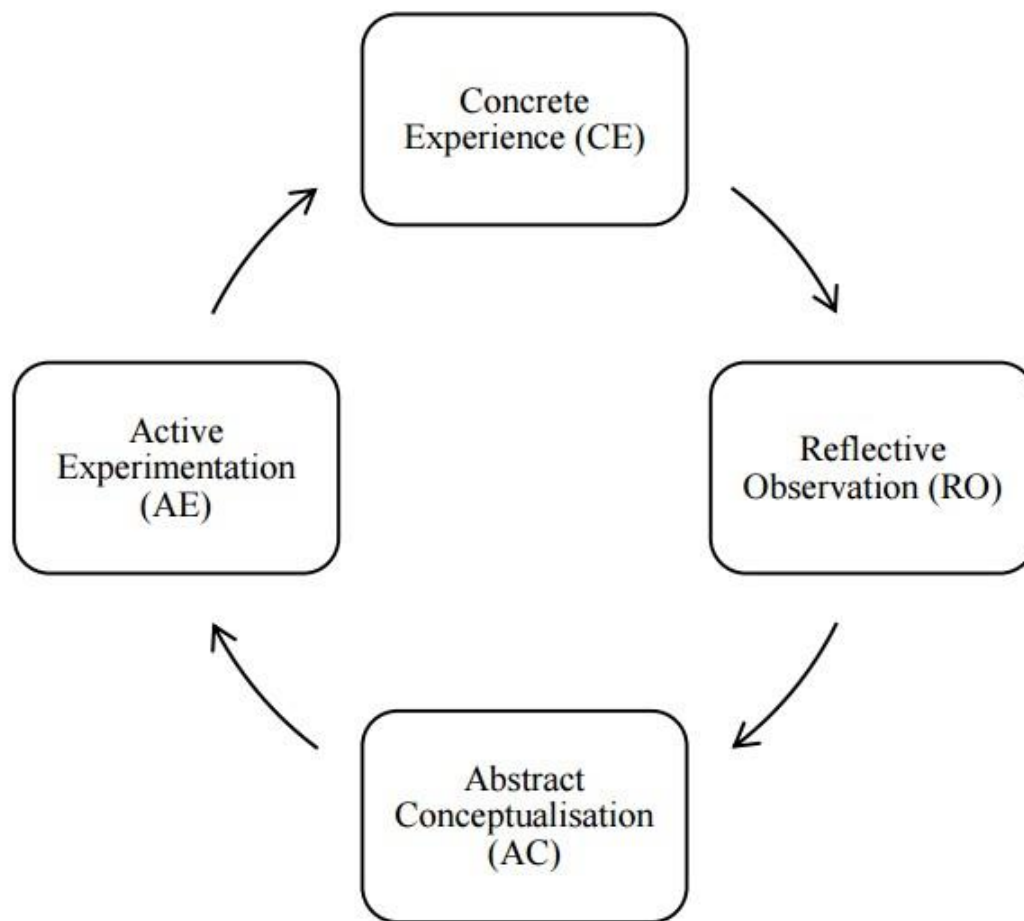 Concrete
Experience (CE)
Reflective
Observation (RO)
Abstract
Conceptualisation
(AC)
Active
Experimentation
(AE)